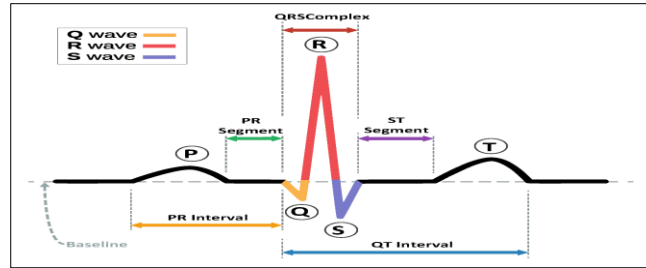 QRSComplex
Q wave
R wave
S wave
R
PR
Segment
ST
Segment
P
T
Q
S
PR Interval
QT Interval
Baseline